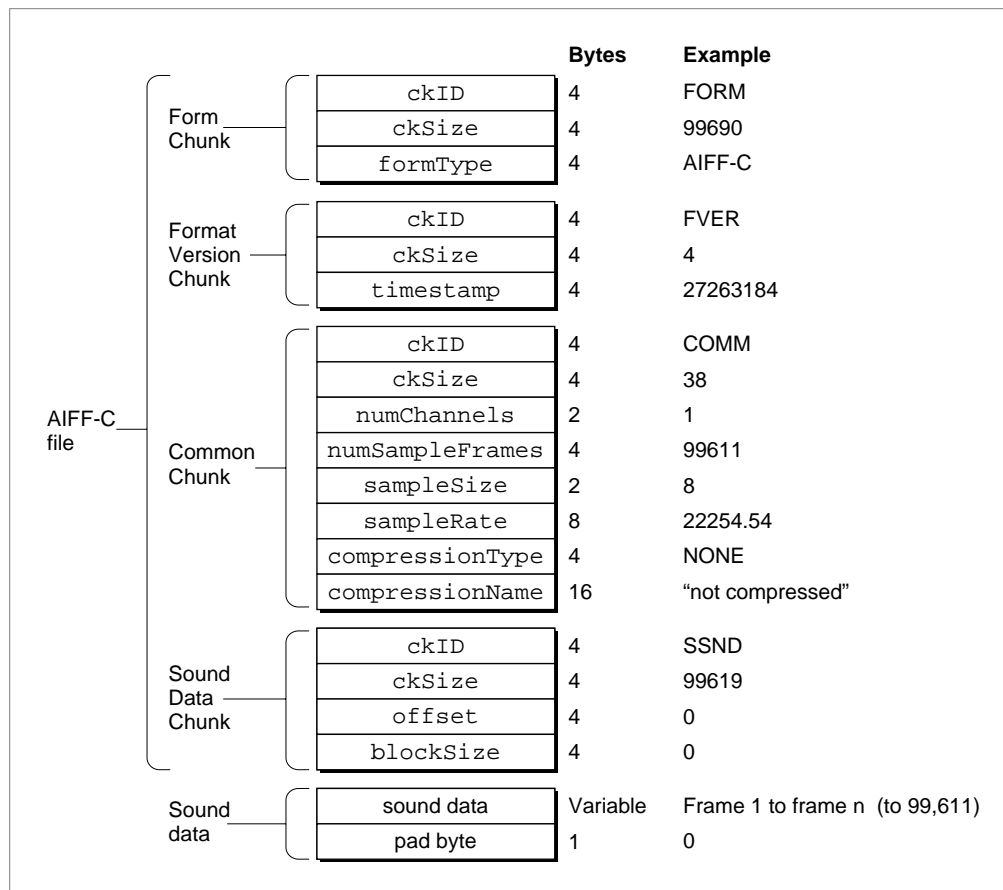 Bytes Example
Form
Chunk
ckID 4 FORM
ckSize 4 99690
formType 4 AIFF-C
Format
Version
Chunk
ckID 4 FVER
ckSize 4 4
timestamp 4 27263184
AIFF-C
file
Common
Chunk
ckID 4 COMM
ckSize 4 38
numChannels 2 1
numSampleFrames 4 99611
sampleSize 2 8
sampleRate 8 22254.54
compressionType 4 NONE
compressionName 16 “not compressed”
Sound
Data
Chunk
ckID 4 SSND
ckSize 4 99619
offset 4 0
blockSize 4 0
Sound
data
sound data Variable Frame 1 to frame n (to 99,611)
pad byte 1 0